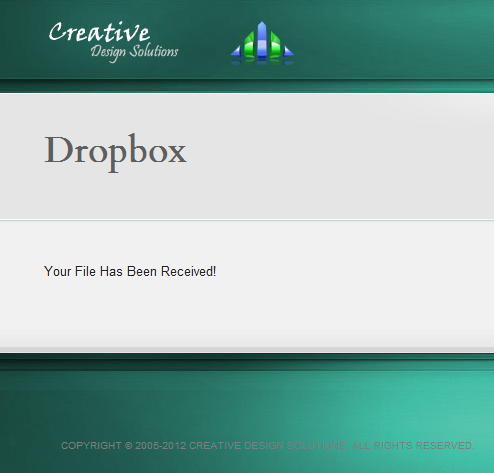 Creative
Design Solutions
Dropbox
Your File Has Been Received!
COPYRIGHT © 2005-2012 CREATIVE DESIGN SOLUTIONS. ALL RIGHTS RESERVED.